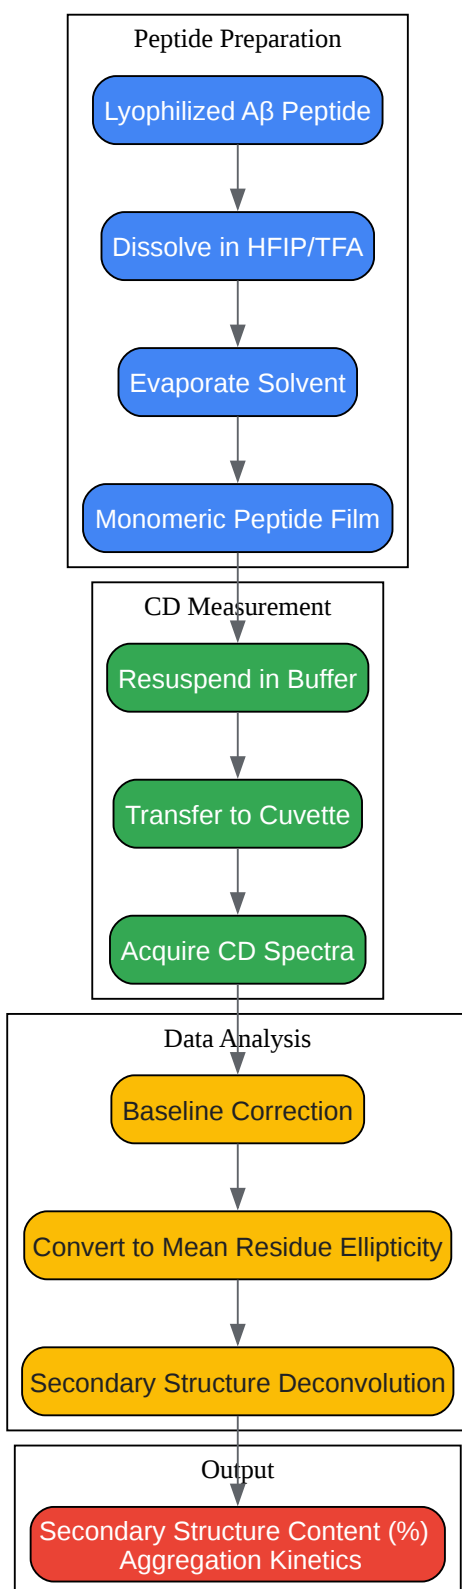 Peptide Preparation
Lyophilized Aβ Peptide
Dissolve in HFIP/TFA
Evaporate Solvent
Monomeric Peptide Film
CD Measurement
Resuspend in Buffer
Transfer to Cuvette
Acquire CD Spectra
Data Analysis
Baseline Correction
Convert to Mean Residue Ellipticity
Secondary Structure Deconvolution
Output
Secondary Structure Content (%)
Aggregation Kinetics